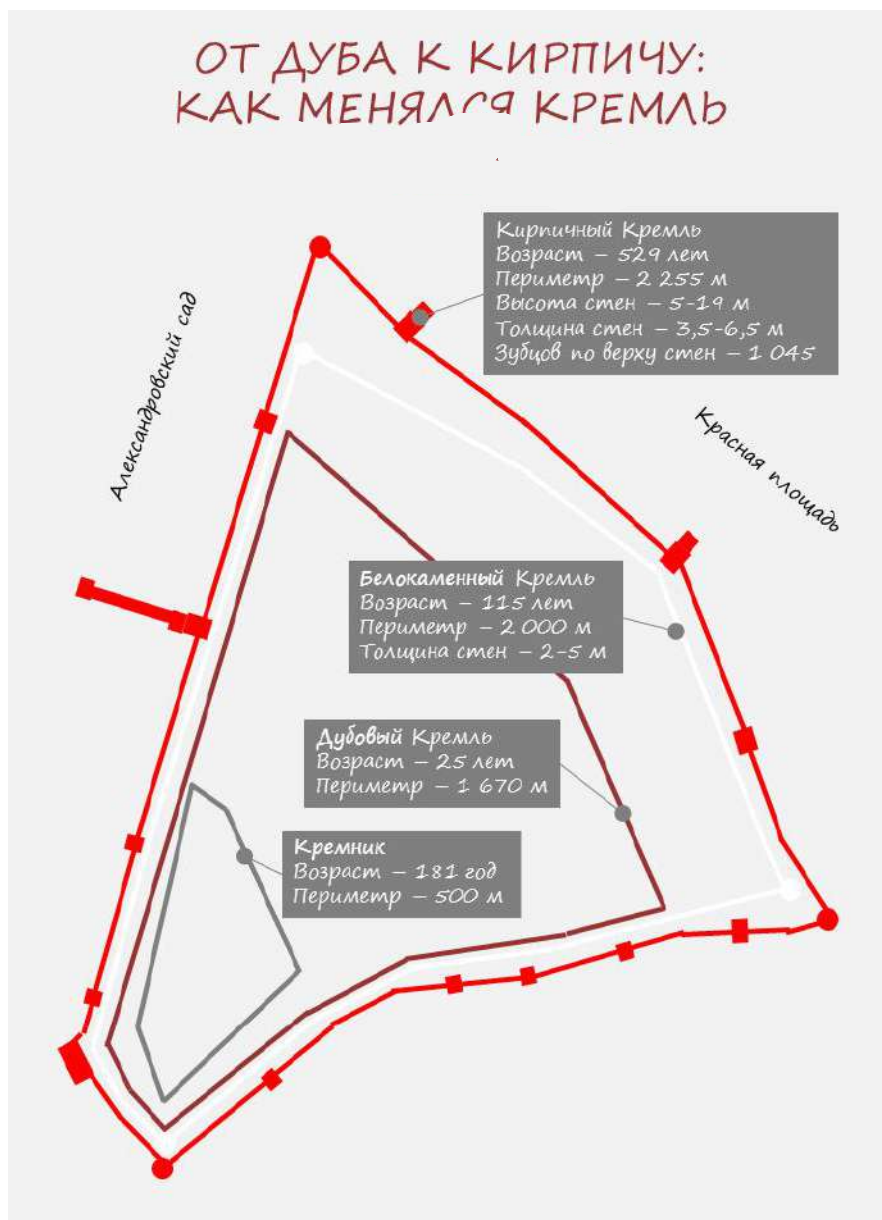 ОТ ДУБА К КИРПИЧУ:
КАК МЕНЯЛСЯ КРЕМЛЬ
Кирпичный Кремль
Возраст – 529 лет
Периметр – 2 255 м
Высота стен – 5-19 м
Толщина стен – 3,5-6,5 м
Зубцов по верху стен – 1 045
Александровский сад
Красная площадь
Белокаменный Кремль
Возраст – 115 лет
Периметр – 2 000 м
Толщина стен – 2-5 м
Дубовый Кремль
Возраст – 25 лет
Периметр – 1 670 м
Кремник
Возраст – 181 год
Периметр – 500 м